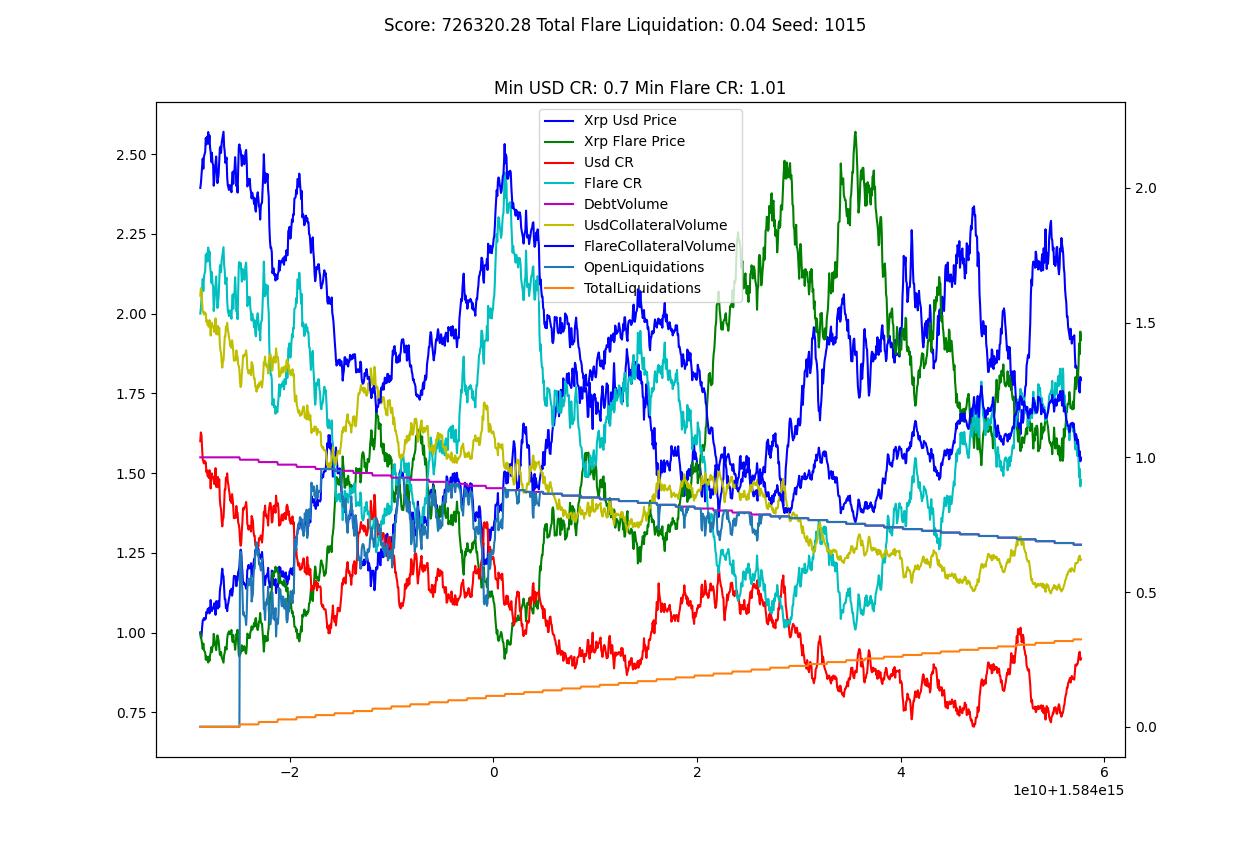 Score: 726320.28 Total Flare Liquidation: 0.04 Seed: 1015
Min USD CR: 0.7 Min Flare CR: 1.01
Xrp Usd Price
Xrp Flare Price
Usd CR
Flare CR
DebtVolume
UsdCollateralVolume
FlareCollateralVolume
OpenLiquidations
TotalLiquidations
2.50
2.25
2.00
1.75
1.50
1.25
1.00
0.75
2.0
1.5
1.0
0.5
0.0
−2 0 2 4 6
1e10+1.584e15